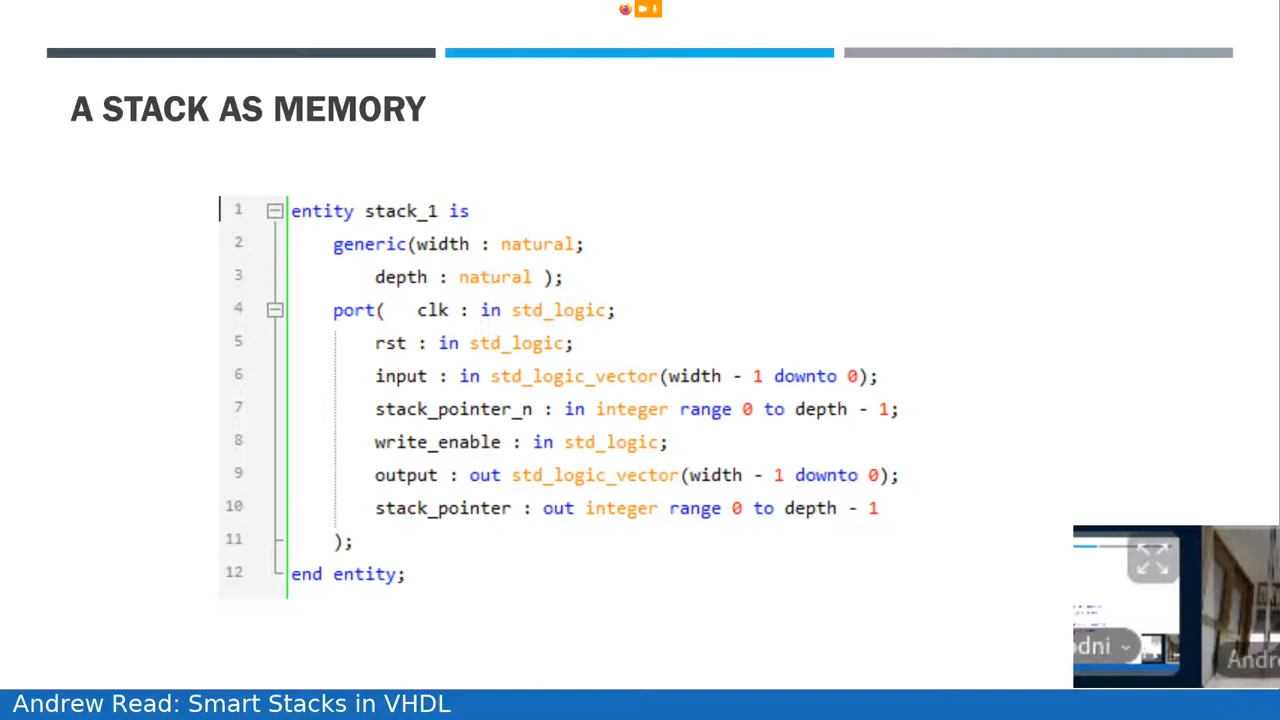 A STACK AS MEMORY
1 entity stack_1 is
2 generic(width : natural;
3 depth : natural );
4 port( clk : in std_logic;
5 rst : in std_logic;
6 input : in std_logic_vector(width - 1 downto 0);
7 stack_pointer_n : in integer range 0 to depth - 1;
8 write_enable : in std_logic;
9 output : out std_logic_vector(width - 1 downto 0);
10 stack_pointer : out integer range 0 to depth - 1
11 );
12 end entity;
odni
Andre
Andrew Read: Smart Stacks in VHDL